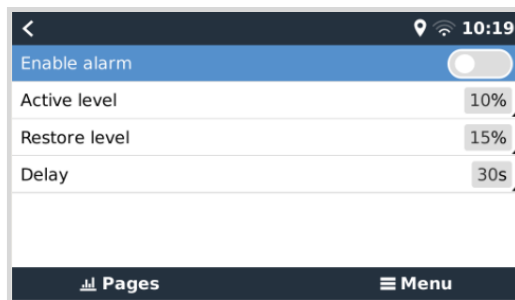 10:19
Enable alarm
Active level 10%
Restore level 15%
Delay 30s
Pages Menu